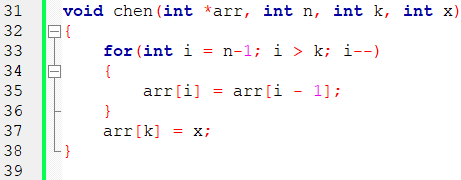 31 void chen(int *arr, int n, int k, int x)
32 {
33     for(int i = n-1; i > k; i--)
34     {
35         arr[i] = arr[i - 1];
36     }
37     arr[k] = x;
38 }
39